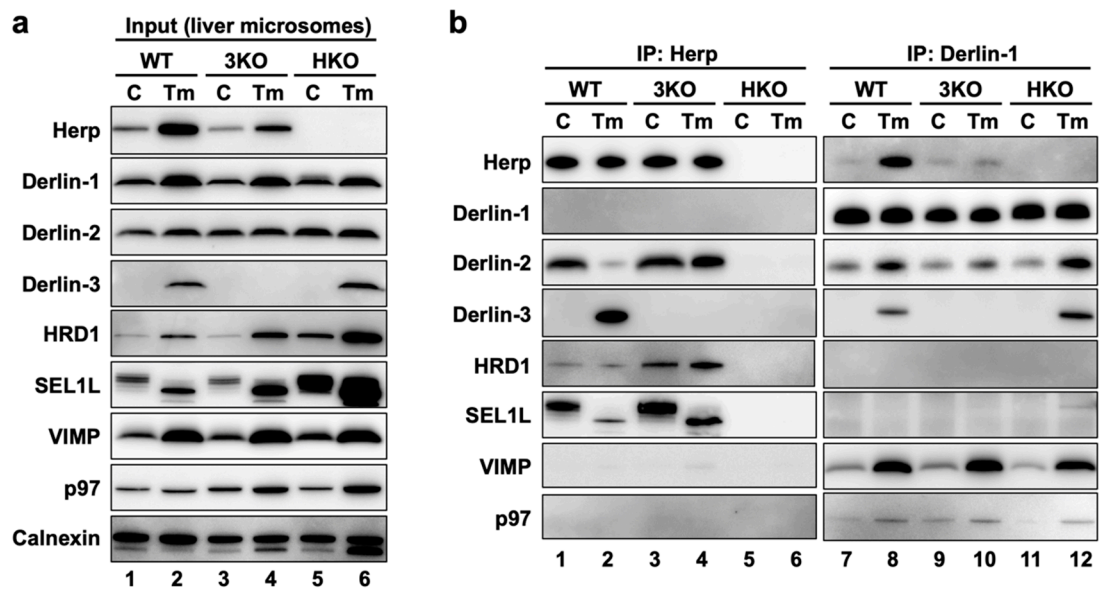 a
Input (liver microsomes)
WT 3KO HKO
C Tm C Tm C Tm
Herp
Derlin-1
Derlin-2
Derlin-3
HRD1
SEL1L
VIMP
p97
Calnexin
1 2 3 4 5 6
b
IP: Herp IP: Derlin-1
WT 3KO HKO WT 3KO HKO
C Tm C Tm C Tm C Tm C Tm C Tm
Herp
Derlin-1
Derlin-2
Derlin-3
HRD1
SEL1L
VIMP
p97
1 2 3 4 5 6 7 8 9 10 11 12